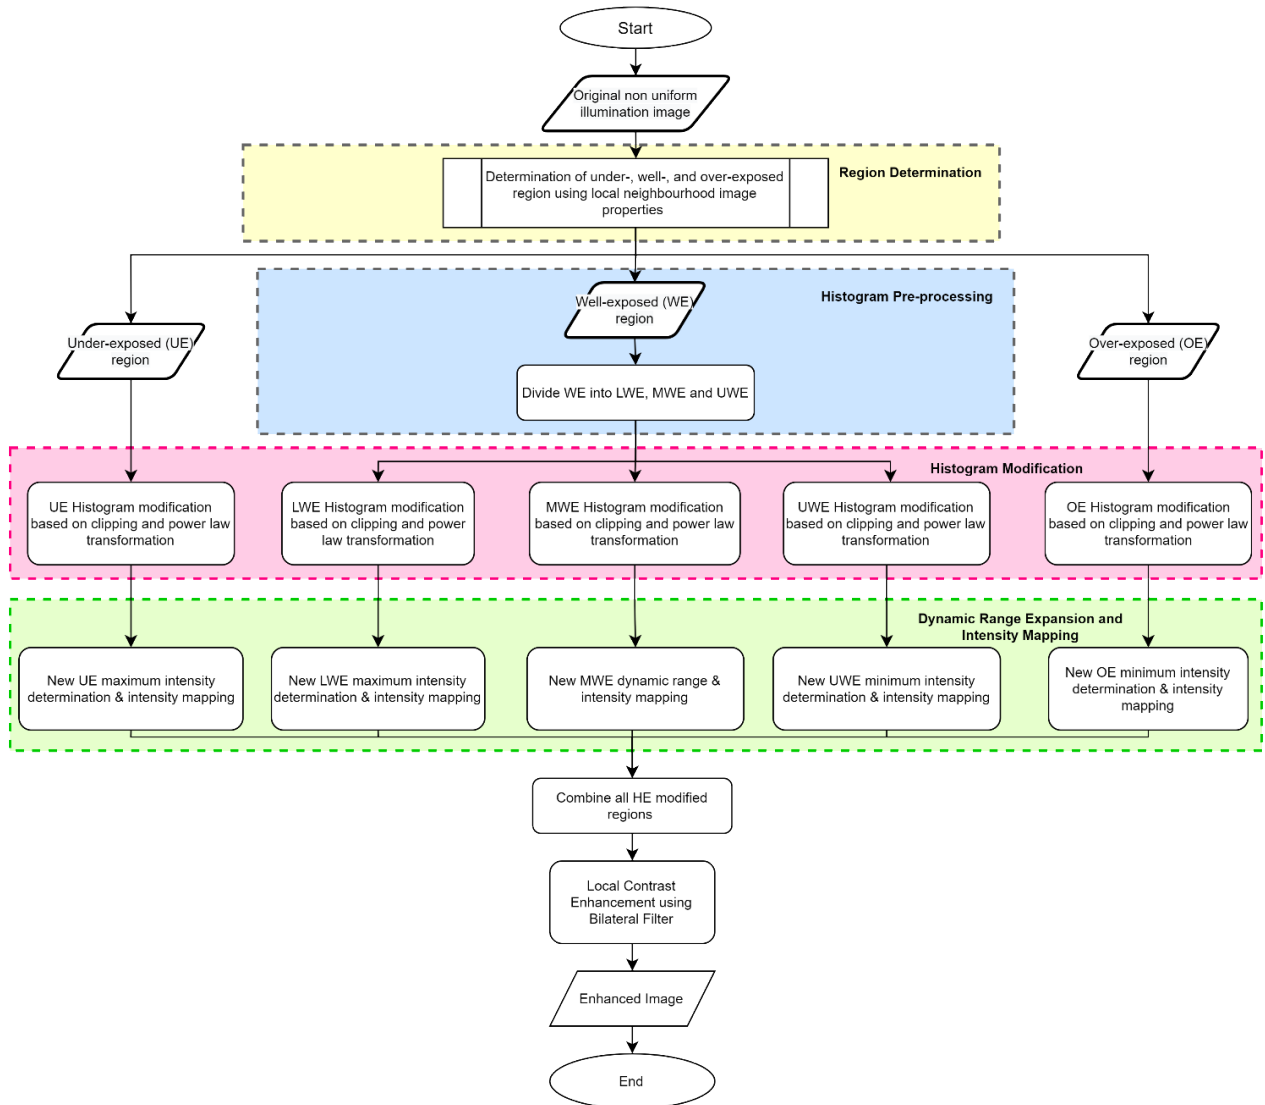 Start
Original non uniform
illumination image
Region Determination
Determination of under-, well-, and over-exposed
region using local neighbourhood image
properties
Histogram Pre-processing
Well-exposed (WE)
region
Under-exposed (UE)
region
Over-exposed (OE)
region
Divide WE into LWE, MWE and UWE
Histogram Modification
UE Histogram modification
based on clipping and power law
transformation
LWE Histogram modification
based on clipping and power
law transformation
MWE Histogram modification
based on clipping and power law
transformation
UWE Histogram modification
based on clipping and power law
transformation
OE Histogram modification
based on clipping and power law
transformation
Dynamic Range Expansion and
Intensity Mapping
New UE maximum intensity
determination & intensity mapping
New LWE maximum intensity
determination & intensity mapping
New MWE dynamic range &
intensity mapping
New UWE minimum intensity
determination & intensity mapping
New OE minimum intensity
determination & intensity
mapping
Combine all HE modified
regions
Local Contrast
Enhancement using
Bilateral Filter
Enhanced Image
End